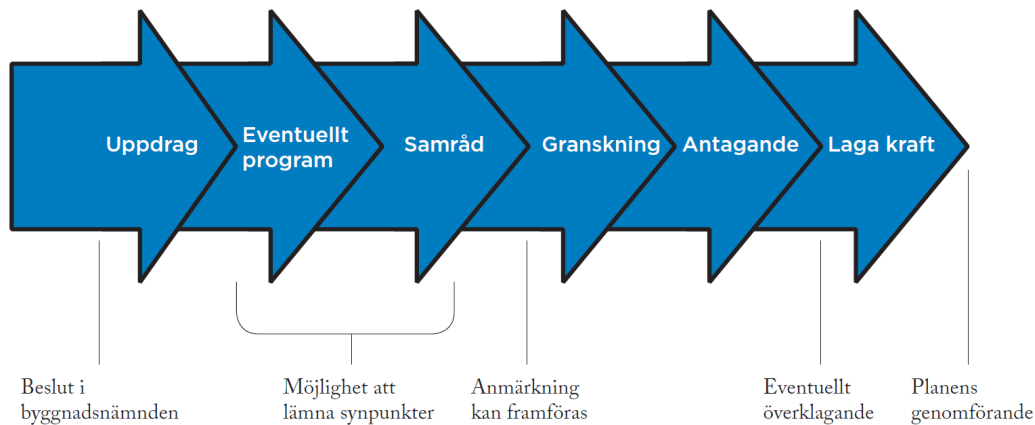 Uppdrag
Eventuellt
program
Samråd
Granskning
Antagande
Laga kraft
Beslut i
byggnadsnämnden
Möjlighet att
lämna synpunkter
Anmärkning
kan framföras
Eventuellt
överklagande
Planens
genomförande